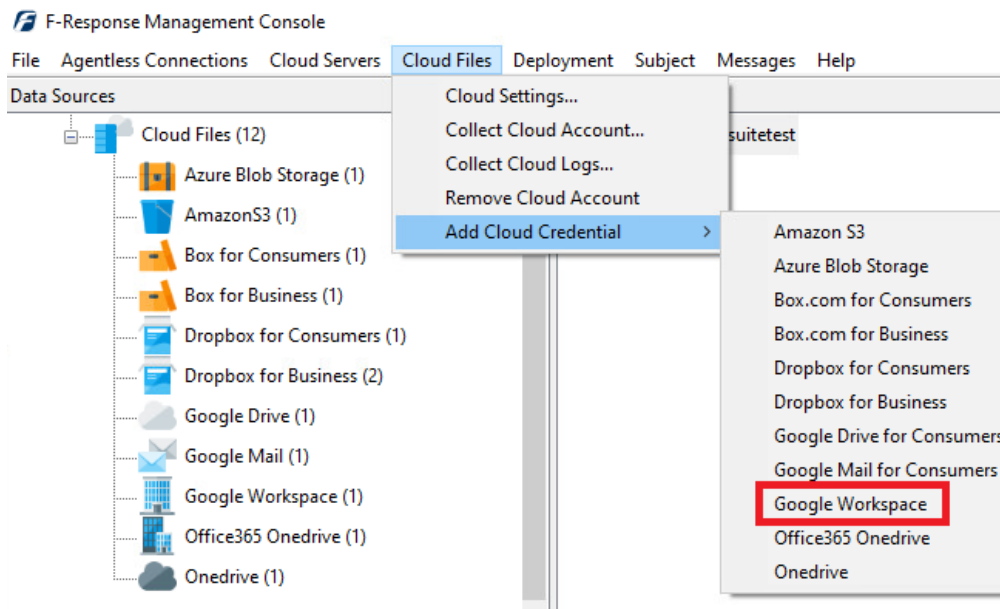 F-Response Management Console
File Agentless Connections Cloud Servers Cloud Files Deployment Subject Messages Help
Data Sources
Cloud Files (12)
Azure Blob Storage (1)
AmazonS3 (1)
Box for Consumers (1)
Box for Business (1)
Dropbox for Consumers (1)
Dropbox for Business (2)
Google Drive (1)
Google Mail (1)
Google Workspace (1)
Office365 Onedrive (1)
Onedrive (1)
Cloud Settings...
Collect Cloud Account...
Collect Cloud Logs...
Remove Cloud Account
Add Cloud Credential
suitetest
Amazon S3
Azure Blob Storage
Box.com for Consumers
Box.com for Business
Dropbox for Consumers
Dropbox for Business
Google Drive for Consumers
Google Mail for Consumers
Google Workspace
Office365 Onedrive
Onedrive